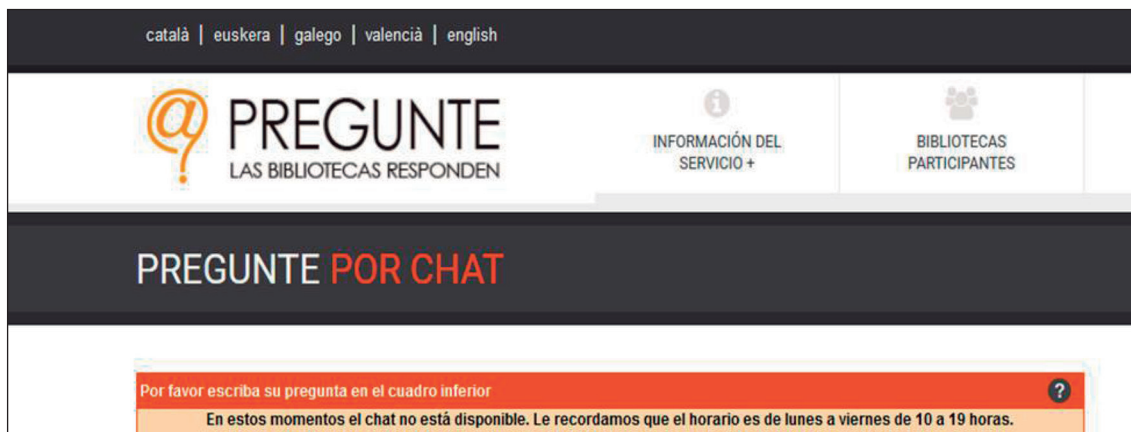 català | euskera | galego | valencià | english
PREGUNTE
LAS BIBLIOTECAS RESPONDEN
INFORMACIÓN DEL
SERVICIO +
BIBLIOTECAS
PARTICIPANTES
PREGUNTE POR CHAT
Por favor escriba su pregunta en el cuadro inferior
En estos momentos el chat no está disponible. Le recordamos que el horario es de lunes a viernes de 10 a 19 horas.